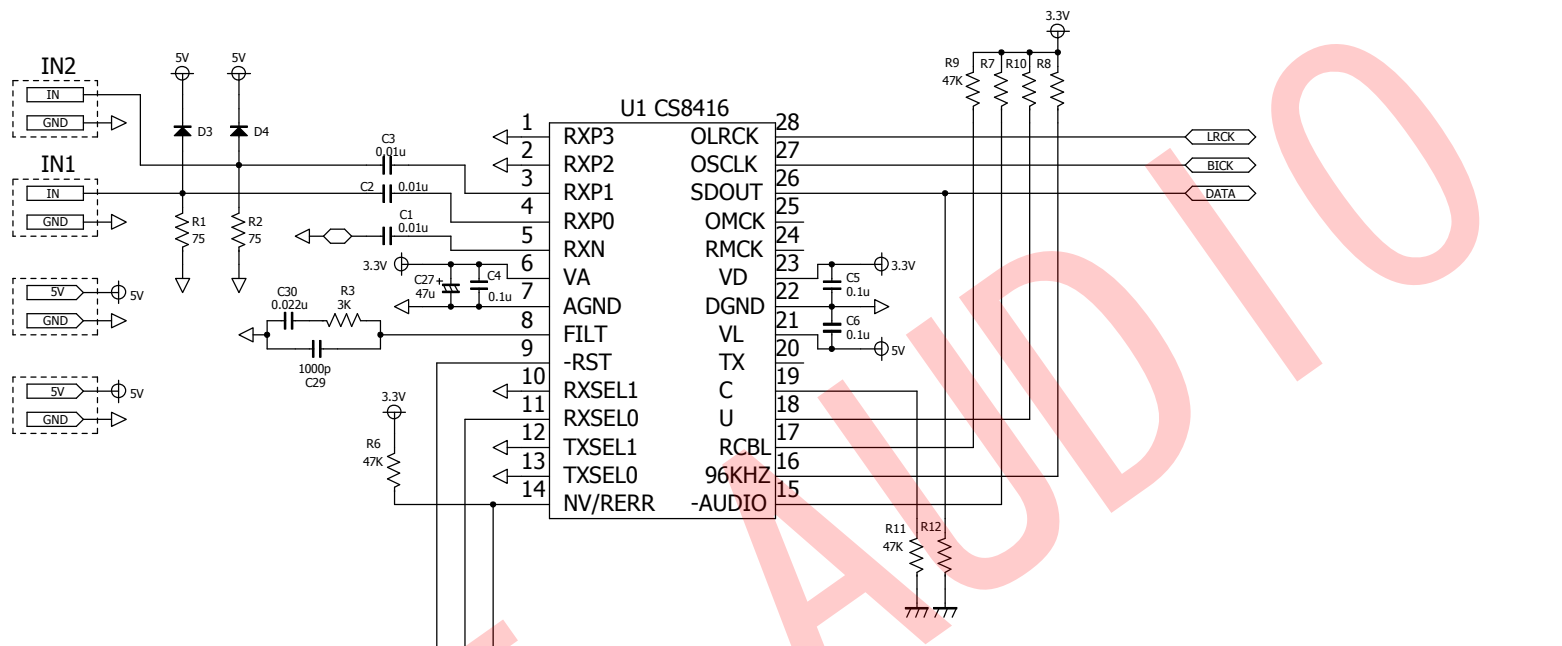 3.3V
5V
5V
IN2
IN
GND
D3
D4
IN1
IN
GND
R1
75
R2
75
C3
0.01u
C2
0.01u
C1
0.01u
3.3V
C27
+
47u
C4
0.1u
5V
5V
GND
5V
5V
GND
C30
0.022u
R3
3K
1000p
C29
3.3V
R6
47K
U1 CS8416
1
RXP3
2
RXP2
3
RXP1
4
RXP0
5
RXN
6
VA
7
AGND
8
FILT
9
-RST
10
RXSEL1
11
RXSEL0
12
TXSEL1
13
TXSEL0
14
NV/RERR
OLRCK
28
OSCLK
27
SDOUT
26
OMCK
25
RMCK
24
VD
23
DGND
22
VL
21
TX
20
C
19
U
18
RCBL
17
96KHZ
16
-AUDIO
15
R9
47K
R7
R10
R8
LRCK
BICK
DATA
C5
0.1u
3.3V
C6
0.1u
5V
R11
47K
R12
AUDIO